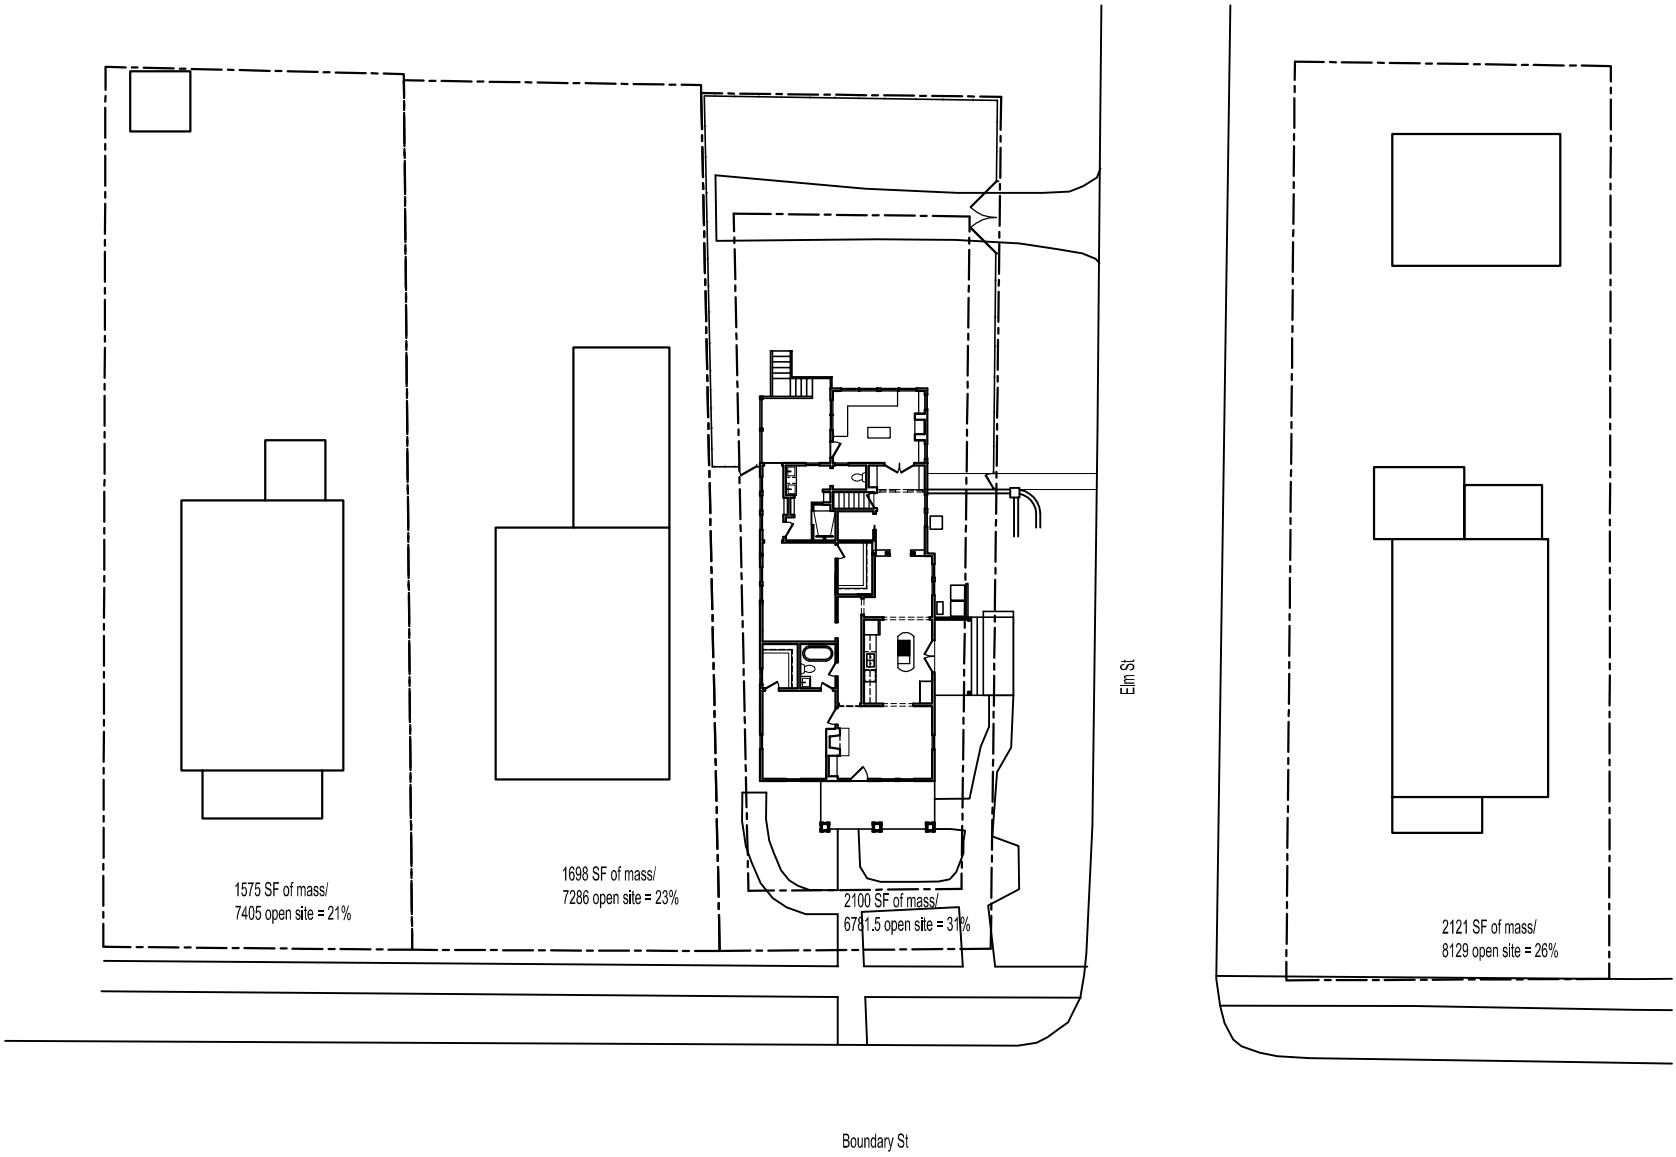 1575 SF of mass/
7405 open site = 21%
1698 SF of mass/
7286 open site = 23%
2100 SF of mass/
6781.5 open site = 31%
Elm St
2121 SF of mass/
8129 open site = 26%
Boundary St